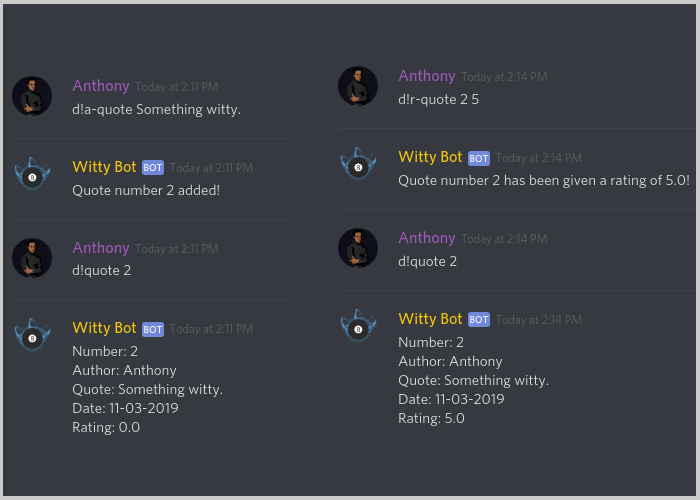 Anthony Today at 2:11 PM
d!a-quote Something witty.
Witty Bot BOT Today at 2:11 PM
Quote number 2 added!
Anthony Today at 2:11 PM
d!quote 2
Witty Bot BOT Today at 2:11 PM
Number: 2
Author: Anthony
Quote: Something witty.
Date: 11-03-2019
Rating: 0.0
Anthony Today at 2:14 PM
d!r-quote 2 5
Witty Bot BOT Today at 2:14 PM
Quote number 2 has been given a rating of 5.0!
Anthony Today at 2:14 PM
d!quote 2
Witty Bot BOT Today at 2:14 PM
Number: 2
Author: Anthony
Quote: Something witty.
Date: 11-03-2019
Rating: 5.0